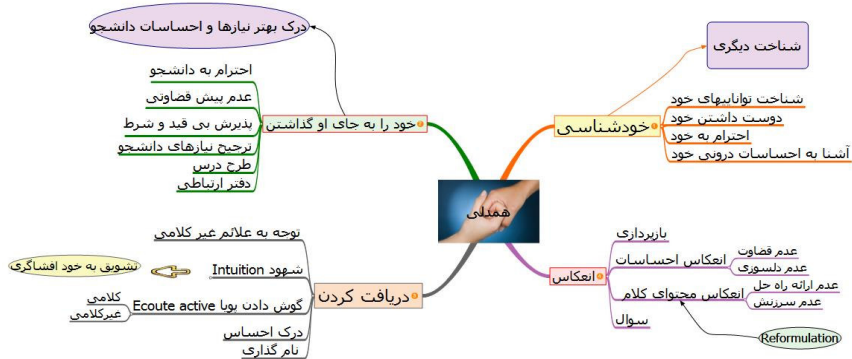 همدلی
خودشناسی
شناخت دیگری
شناخت تواناییهای خود
دوست داشتن خود
احترام به خود
آشنا به احساسات درونی خود
انعکاس
بازپردازی
انعکاس احساسات
عدم قضاوت
عدم دلسوزی
انعکاس محتوای کلام
عدم ارائه راه حل
عدم سرزنش
سوال
Reformulation
دریافت کردن
توجه به علائم غیر کلامی
شهود Intuition
تشویق به خود افشاگری
گوش دادن پویا Ecoute active
کلامی
غیرکلامی
درک احساس
نام گذاری
خود را به جای او گذاشتن
درک بهتر نیازها و احساسات دانشجو
احترام به دانشجو
عدم پیش قضاوتی
پذیرش بی قید و شرط
ترجیح نیازهای دانشجو
طرح درس
دفتر ارتباطی